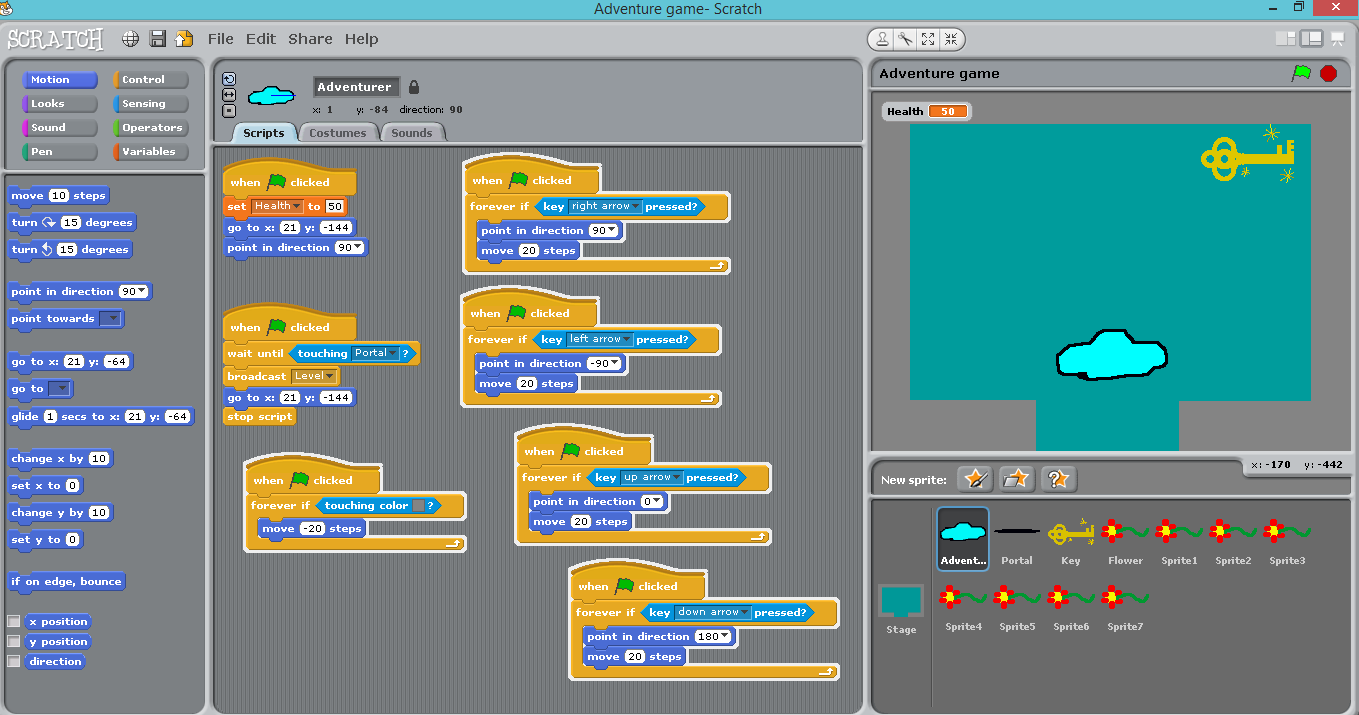 Adventure game- Scratch
SCRATCH File Edit Share Help
Motion Control
Looks Sensing
Sound Operators
Pen Variables
move 10 steps
turn 15 degrees
turn 15 degrees
point in direction 90
point towards
go to x: 21 y: -64
go to
glide 1 secs to x: 21 y: -64
change x by 10
set x to 0
change y by 10
set y to 0
if on edge, bounce
x position
y position
direction
Adventurer
x: 1 y: -84 direction: 90
Scripts Costumes Sounds
when clicked
set Health to 50
go to x: 21 y: -144
point in direction 90
when clicked
wait until touching Portal ?
broadcast Level
go to x: 21 y: -144
stop script
when clicked
forever if touching color ?
move -20 steps
when clicked
forever if key right arrow pressed?
point in direction 90
move 20 steps
when clicked
forever if key left arrow pressed?
point in direction -90
move 20 steps
when clicked
forever if key up arrow pressed?
point in direction 0
move 20 steps
when clicked
forever if key down arrow pressed?
point in direction 180
move 20 steps
Adventure game
Health 50
x: -170 y: -442
New sprite:
Advent... Portal Key Flower Sprite1 Sprite2 Sprite3
Sprite4 Sprite5 Sprite6 Sprite7
Stage